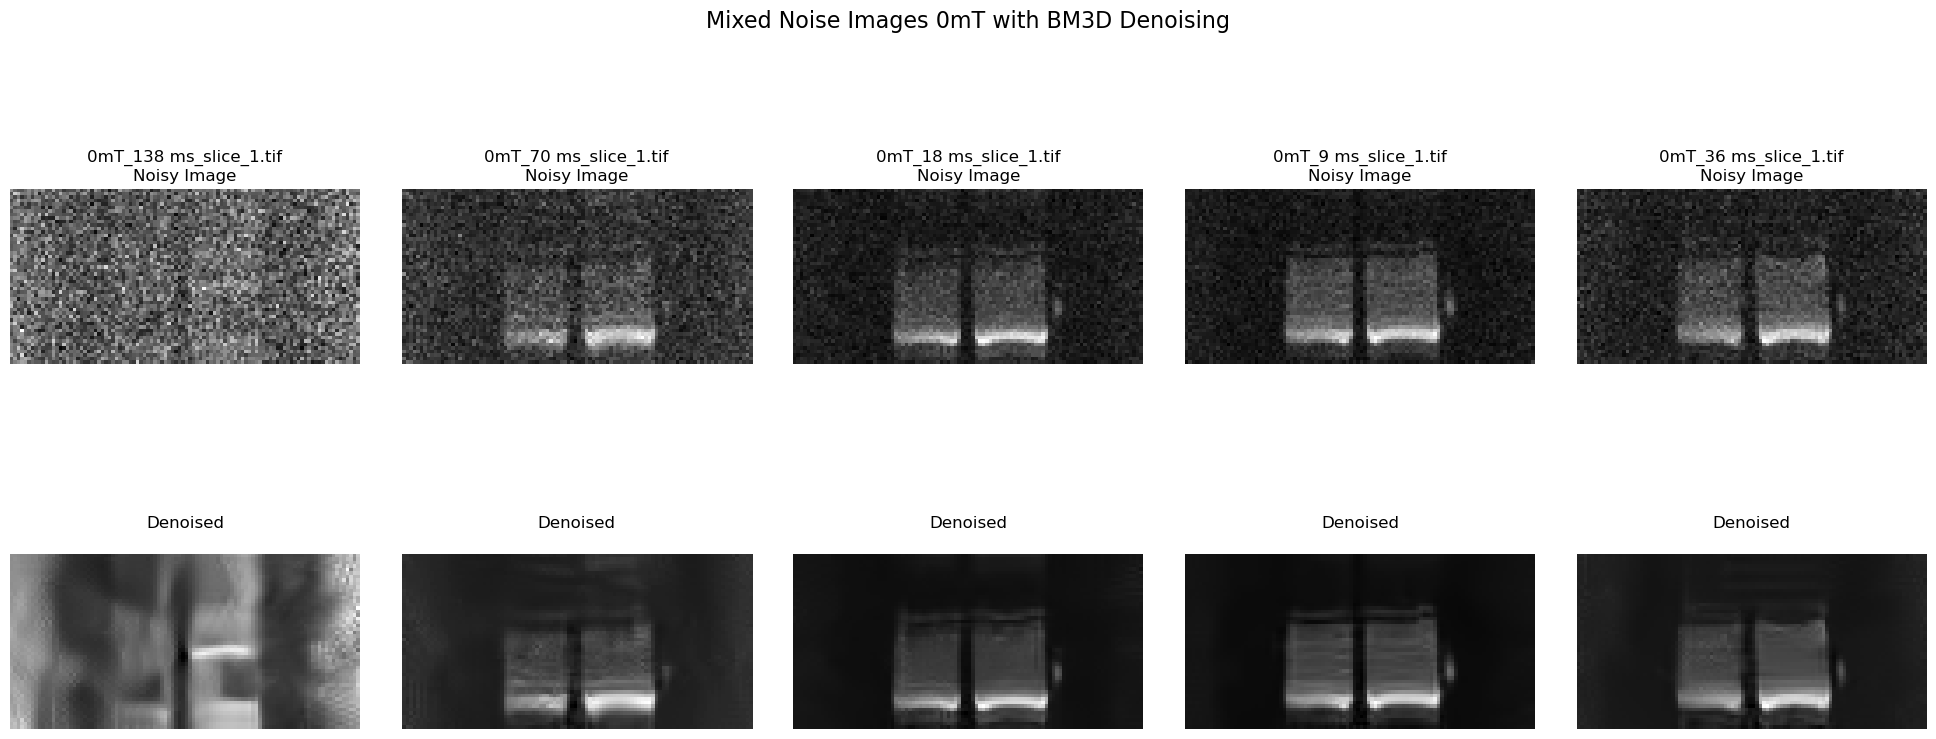 Mixed Noise Images 0mT with BM3D Denoising
0mT_138 ms_slice_1.tif
Noisy Image
0mT_70 ms_slice_1.tif
Noisy Image
0mT_18 ms_slice_1.tif
Noisy Image
0mT_9 ms_slice_1.tif
Noisy Image
0mT_36 ms_slice_1.tif
Noisy Image
Denoised
Denoised
Denoised
Denoised
Denoised